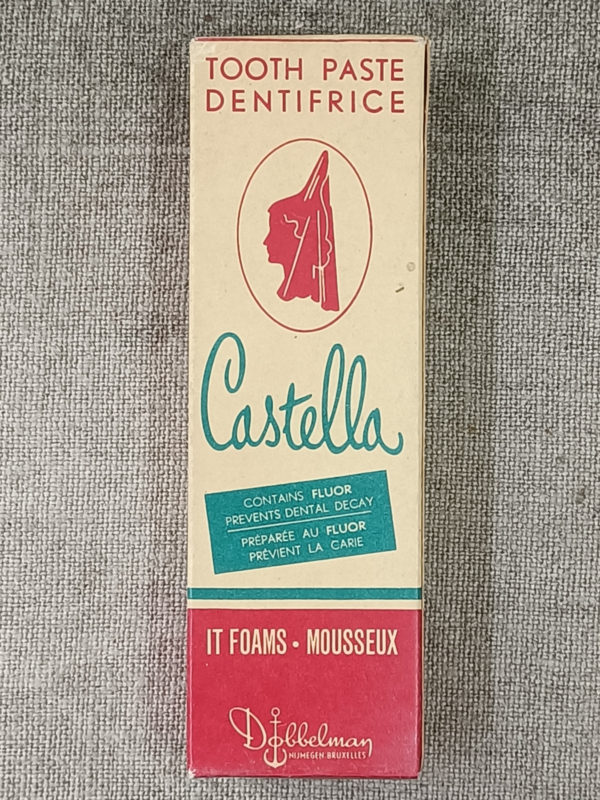 TOOTH PASTE
DENTIFRICE
Castella
CONTAINS FLUOR
PREVENTS DENTAL DECAY
PRÉPARÉE AU FLUOR
PRÉVIENT LA CARIE
IT FOAMS • MOUSSEUX
Dobbelman
NIJMEGEN BRUXELLES